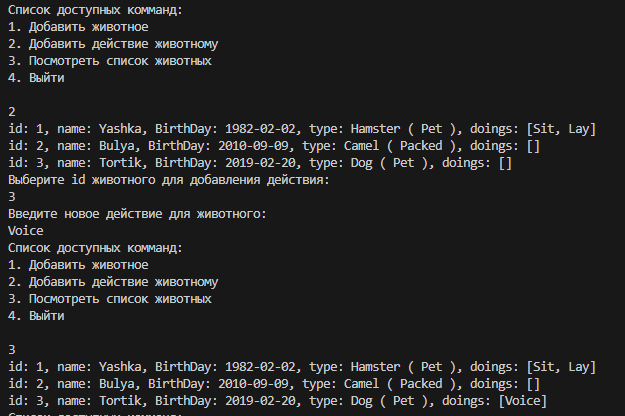 Список доступных комманд:
1. Добавить животное
2. Добавить действие животному
3. Посмотреть список животных
4. Выйти
2
id: 1, name: Yashka, BirthDay: 1982-02-02, type: Hamster ( Pet ), doings: [Sit, Lay]
id: 2, name: Bulya, BirthDay: 2010-09-09, type: Camel ( Packed ), doings: []
id: 3, name: Tortik, BirthDay: 2019-02-20, type: Dog ( Pet ), doings: []
Выберите id животного для добавления действия:
3
Введите новое действие для животного:
Voice
Список доступных комманд:
1. Добавить животное
2. Добавить действие животному
3. Посмотреть список животных
4. Выйти
3
id: 1, name: Yashka, BirthDay: 1982-02-02, type: Hamster ( Pet ), doings: [Sit, Lay]
id: 2, name: Bulya, BirthDay: 2010-09-09, type: Camel ( Packed ), doings: []
id: 3, name: Tortik, BirthDay: 2019-02-20, type: Dog ( Pet ), doings: [Voice]